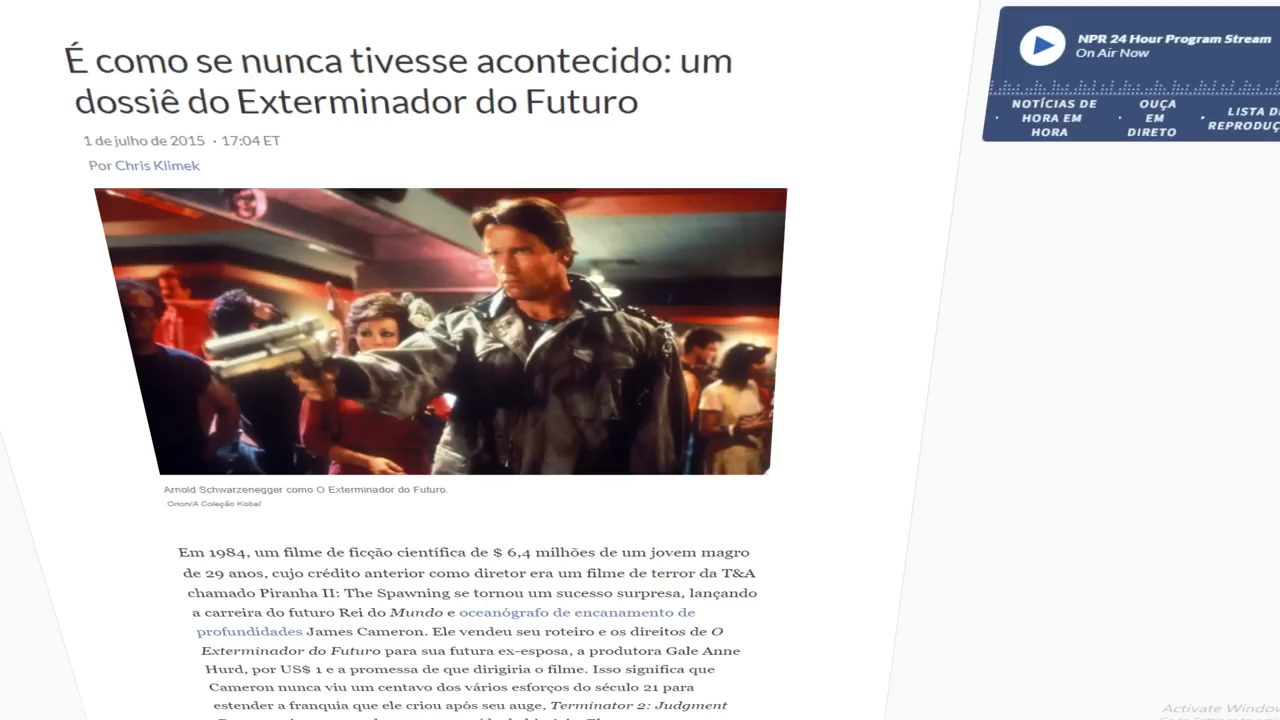 É como se nunca tivesse acontecido: um
dossiê do Exterminador do Futuro
1 de julho de 2015 · 17:04 ET
Por Chris Klimek
Arnold Schwarzenegger como O Exterminador do Futuro.
Orion/A Coleção Kobal
Em 1984, um filme de ficção científica de $ 6,4 milhões de um jovem magro
de 29 anos, cujo crédito anterior como diretor era um filme de terror da T&A
chamado Piranha II: The Spawning se tornou um sucesso surpresa, lançando
a carreira do futuro Rei do Mundo e oceanógrafo de encanamento de
profundidades James Cameron. Ele vendeu seu roteiro e os direitos de O
Exterminador do Futuro para sua futura ex-esposa, a produtora Gale Anne
Hurd, por US$ 1 e a promessa de que dirigiria o filme. Isso significa que
Cameron nunca viu um centavo dos vários esforços do século 21 para
estender a franquia que ele criou após seu auge, Terminator 2: Judgment
NPR 24 Hour Program Stream
On Air Now
NOTÍCIAS DE
HORA EM
HORA
OUÇA
EM
DIRETO
LISTA D
REPRODUÇ
Activate Window